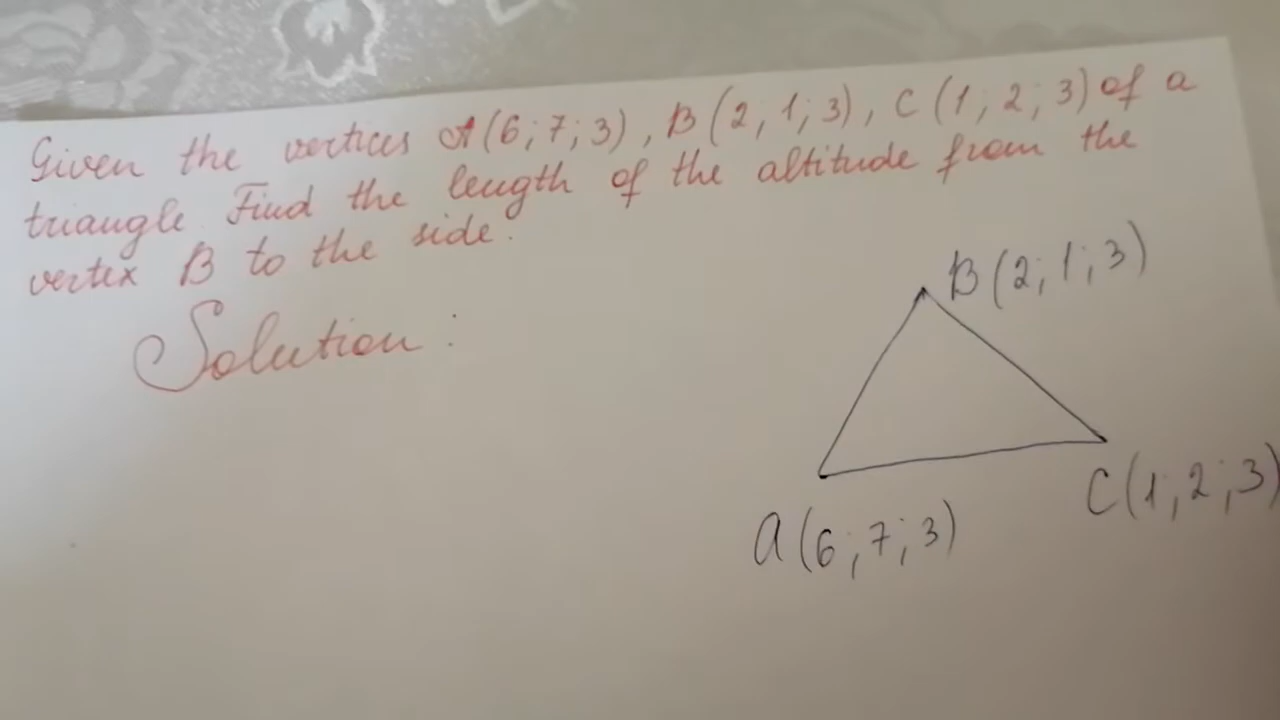 Given the vertices A(6;7;3), B(2;1;3), C(1;2;3) of a
triangle. Find the length of the altitude from the
vertex B to the side.
Solution:
B(2;1;3)
C(1;2;3)
A(6;7;3)